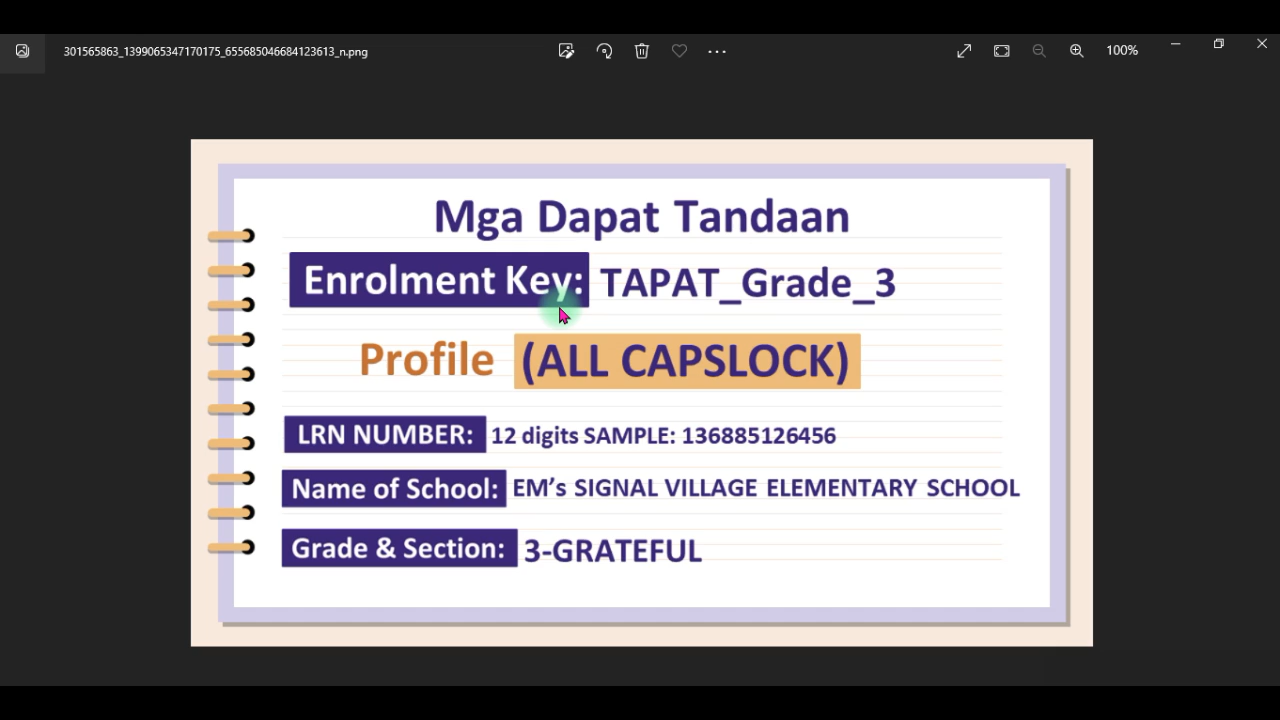 301565863_1399065347170175_655685046684123613_n.png
100%
Mga Dapat Tandaan
Enrolment Key: TAPAT_Grade_3
Profile (ALL CAPSLOCK)
LRN NUMBER: 12 digits SAMPLE: 136885126456
Name of School: EM’s SIGNAL VILLAGE ELEMENTARY SCHOOL
Grade & Section: 3-GRATEFUL